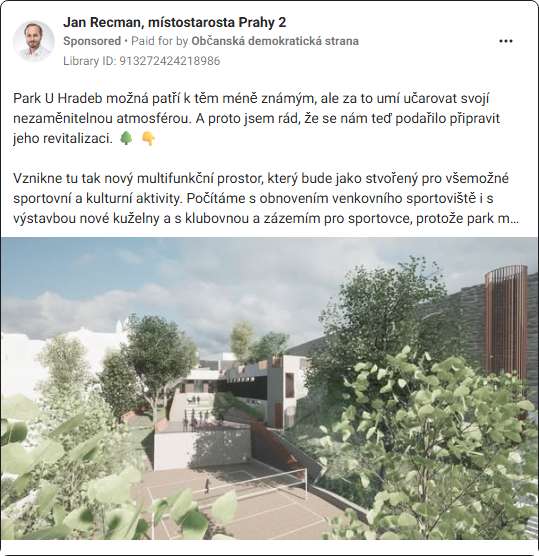 Jan Recman, místostarosta Prahy 2
Sponsored • Paid for by Občanská demokratická strana
Library ID: 913272424218986
Park U Hradeb možná patří k těm méně známým, ale za to umí učarovat svojí
nezaměnitelnou atmosférou. A proto jsem rád, že se nám teď podařilo připravit
jeho revitalizaci. 🌳 👇
Vznikne tu tak nový multifunkční prostor, který bude jako stvořený pro všemožné
sportovní a kulturní aktivity. Počítáme s obnovením venkovního sportoviště i s
výstavbou nové kuželny a s klubovnou a zázemím pro sportovce, protože park m...